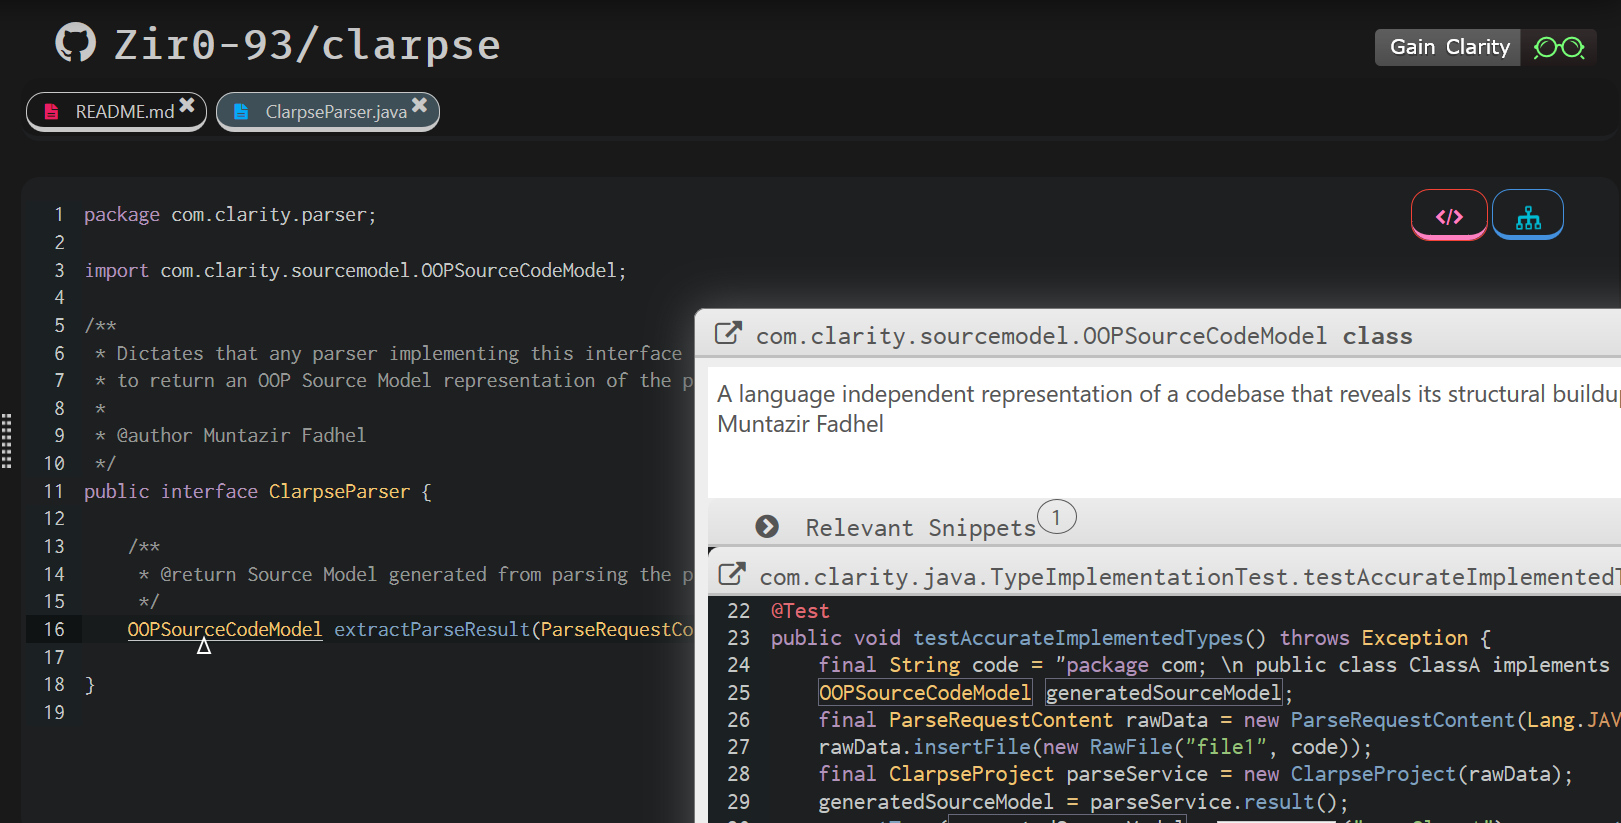 Zir0-93/clarpse
Gain Clarity
README.md
ClarpseParser.java
1 package com.clarity.parser;
2
3 import com.clarity.sourcemodel.OOPSourceCodeModel;
4
5 /**
6 * Dictates that any parser implementing this interface
7 * to return an OOP Source Model representation of the p
8 *
9 * @author Muntazir Fadhel
10 */
11 public interface ClarpseParser {
12
13 /**
14 * @return Source Model generated from parsing the p
15 */
16 OOPSourceCodeModel extractParseResult(ParseRequestCo
17
18 }
19
</>
com.clarity.sourcemodel.OOPSourceCodeModel class
A language independent representation of a codebase that reveals its structural buildup
Muntazir Fadhel
Relevant Snippets 1
com.clarity.java.TypeImplementationTest.testAccurateImplementedT
22 @Test
23 public void testAccurateImplementedTypes() throws Exception {
24 final String code = "package com; \n public class ClassA implements
25 OOPSourceCodeModel generatedSourceModel;
26 final ParseRequestContent rawData = new ParseRequestContent(Lang.JAV
27 rawData.insertFile(new RawFile("file1", code));
28 final ClarpseProject parseService = new ClarpseProject(rawData);
29 generatedSourceModel = parseService.result();